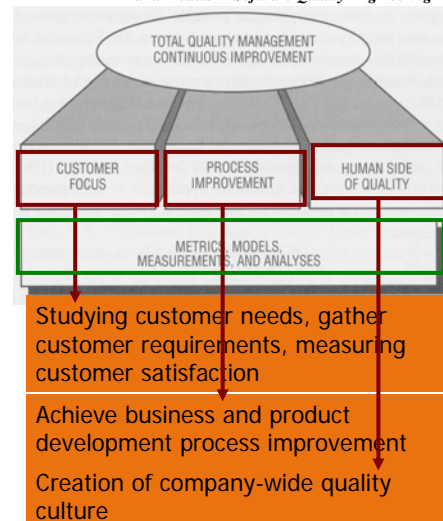 TOTAL QUALITY MANAGEMENT
CONTINUOUS IMPROVEMENT
CUSTOMER
FOCUS
PROCESS
IMPROVEMENT
HUMAN SIDE
OF QUALITY
METRICS, MODELS,
MEASUREMENTS, AND ANALYSES
Studying customer needs, gather
customer requirements, measuring
customer satisfaction
Achieve business and product
development process improvement
Creation of company-wide quality
culture